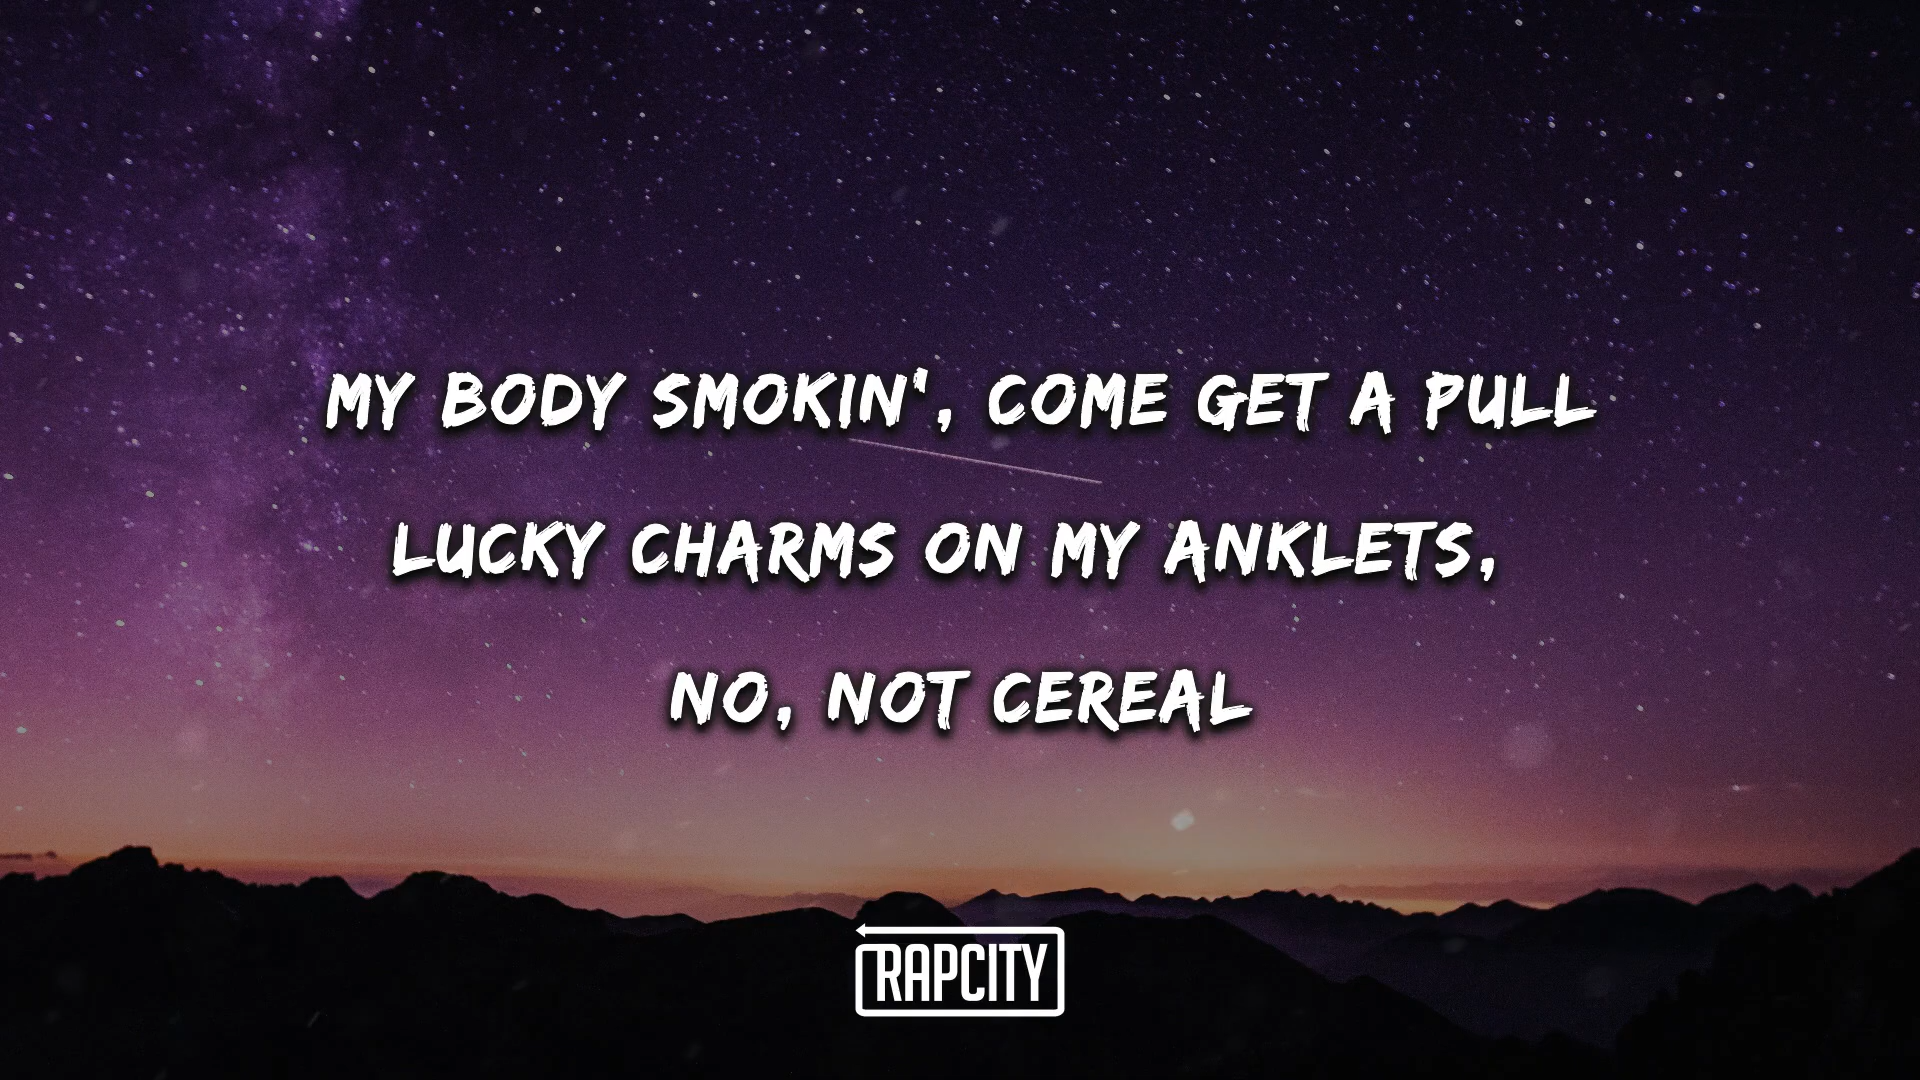 MY BODY SMOKIN', COME GET A PULL
LUCKY CHARMS ON MY ANKLETS,
NO, NOT CEREAL
RAPCITY